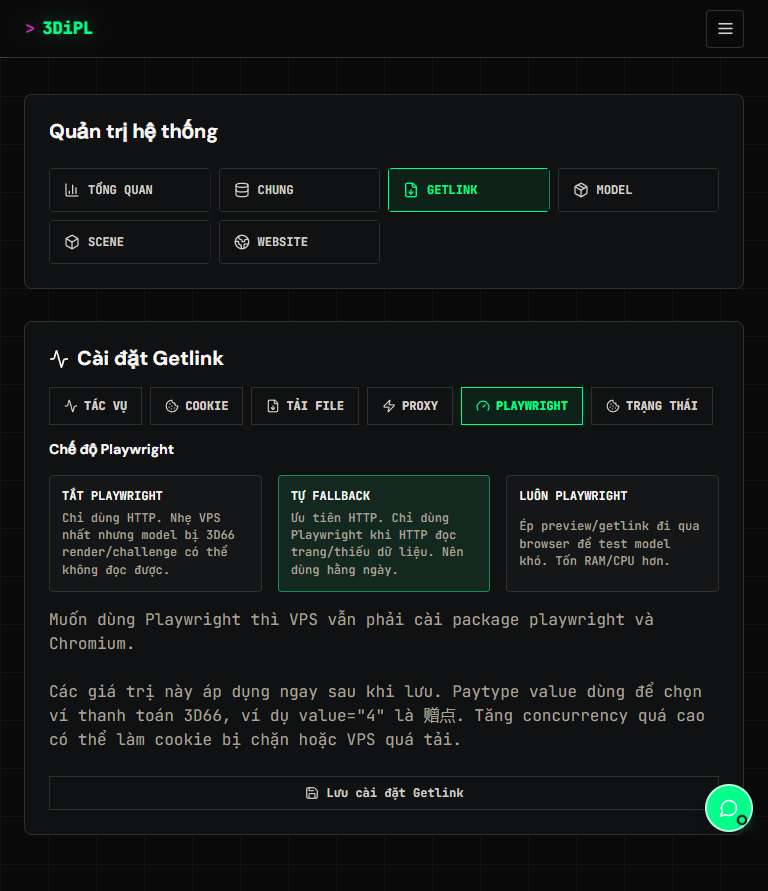 > 3DiPL
Quản trị hệ thống
TỔNG QUAN
CHUNG
GETLINK
MODEL
SCENE
WEBSITE
Cài đặt Getlink
TÁC VỤ
COOKIE
TẢI FILE
PROXY
PLAYWRIGHT
TRẠNG THÁI
Chế độ Playwright
TẮT PLAYWRIGHT
Chỉ dùng HTTP. Nhẹ VPS
nhất nhưng model bị 3D66
render/challenge có thể
không đọc được.
TỰ FALLBACK
Ưu tiên HTTP. Chỉ dùng
Playwright khi HTTP đọc
trang/thiếu dữ liệu. Nên
dùng hằng ngày.
LUÔN PLAYWRIGHT
Ép preview/getlink đi qua
browser để test model
khó. Tốn RAM/CPU hơn.
Muốn dùng Playwright thì VPS vẫn phải cài package playwright và
Chromium.
Các giá trị này áp dụng ngay sau khi lưu. Paytype value dùng để chọn
ví thanh toán 3D66, ví dụ value="4" là 赠点. Tăng concurrency quá cao
có thể làm cookie bị chặn hoặc VPS quá tải.
Lưu cài đặt Getlink